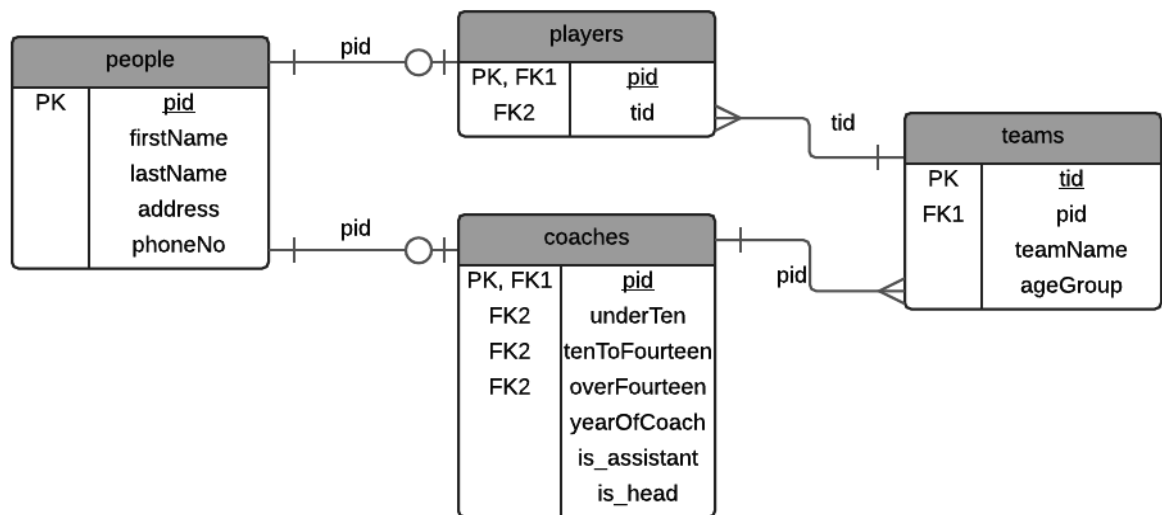 people
PK pid
firstName
lastName
address
phoneNo
pid
players
PK, FK1 pid
FK2 tid
tid
teams
PK tid
FK1 pid
teamName
ageGroup
pid
coaches
PK, FK1 pid
FK2 underTen
FK2 tenToFourteen
FK2 overFourteen
yearOfCoach
is_assistant
is_head
pid